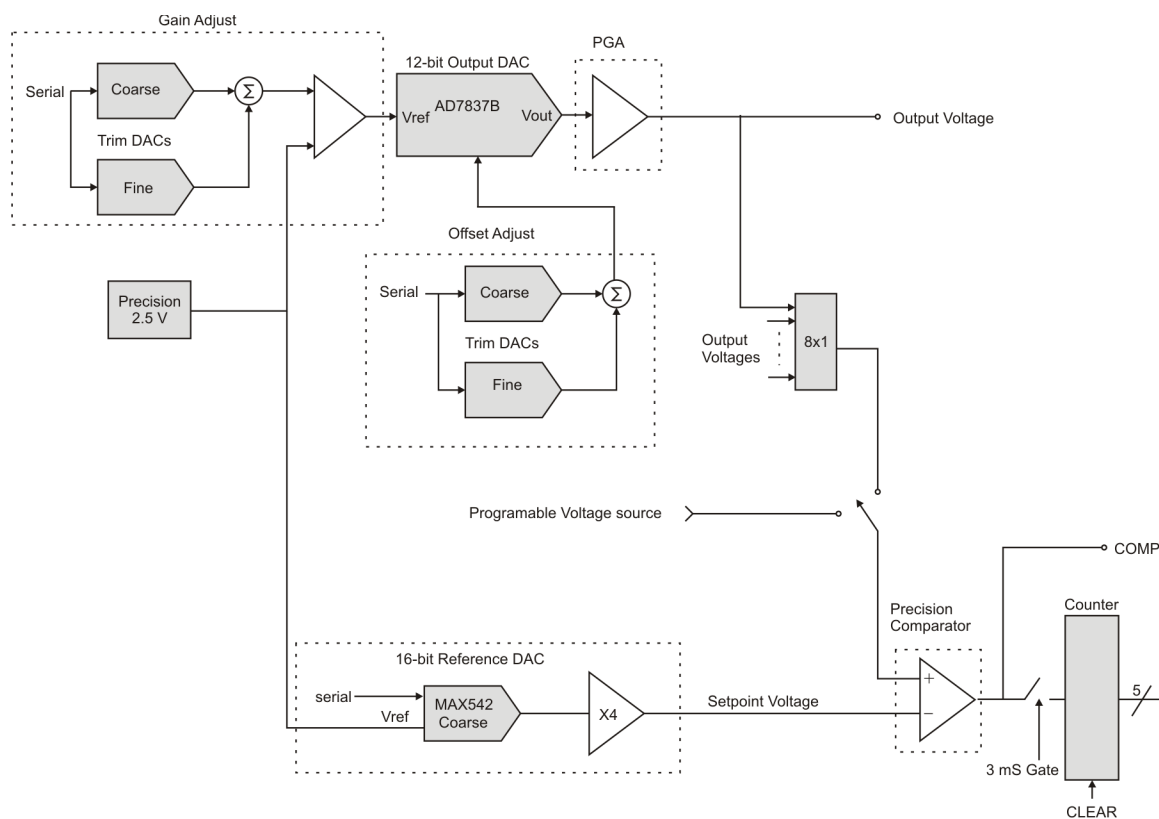 Gain Adjust
PGA
12-bit Output DAC
Serial
Coarse
Σ
AD7837B
Vref
Vout
Output Voltage
Trim DACs
Fine
Offset Adjust
Precision
2.5 V
Serial
Coarse
Σ
Trim DACs
Fine
Output
Voltages
8x1
Programable Voltage source
COMP
Counter
Precision
Comparator
16-bit Reference DAC
serial
Vref
MAX542
Coarse
X4
Setpoint Voltage
+
−
5
3 mS Gate
CLEAR